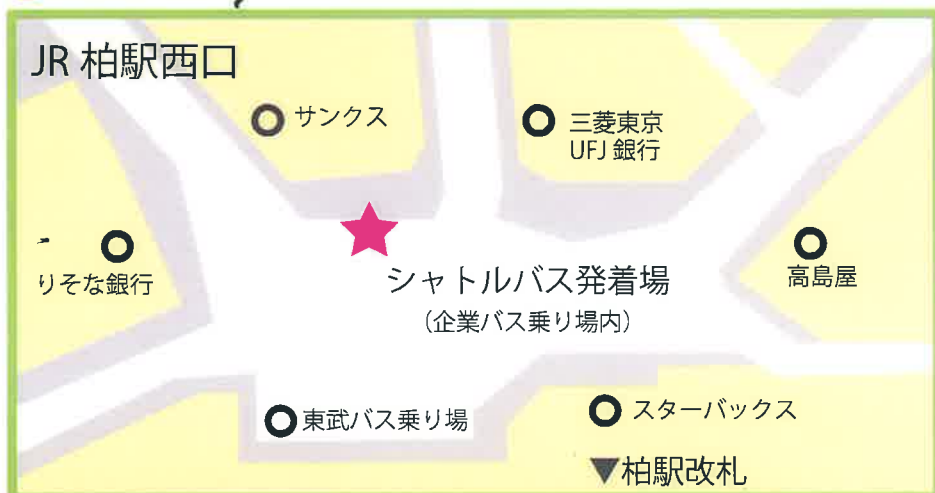 JR 柏駅西口
サンクス
三菱東京
UFJ 銀行
りそな銀行
高島屋
シャトルバス発着場
（企業バス乗り場内）
東武バス乗り場
スターバックス
▼柏駅改札